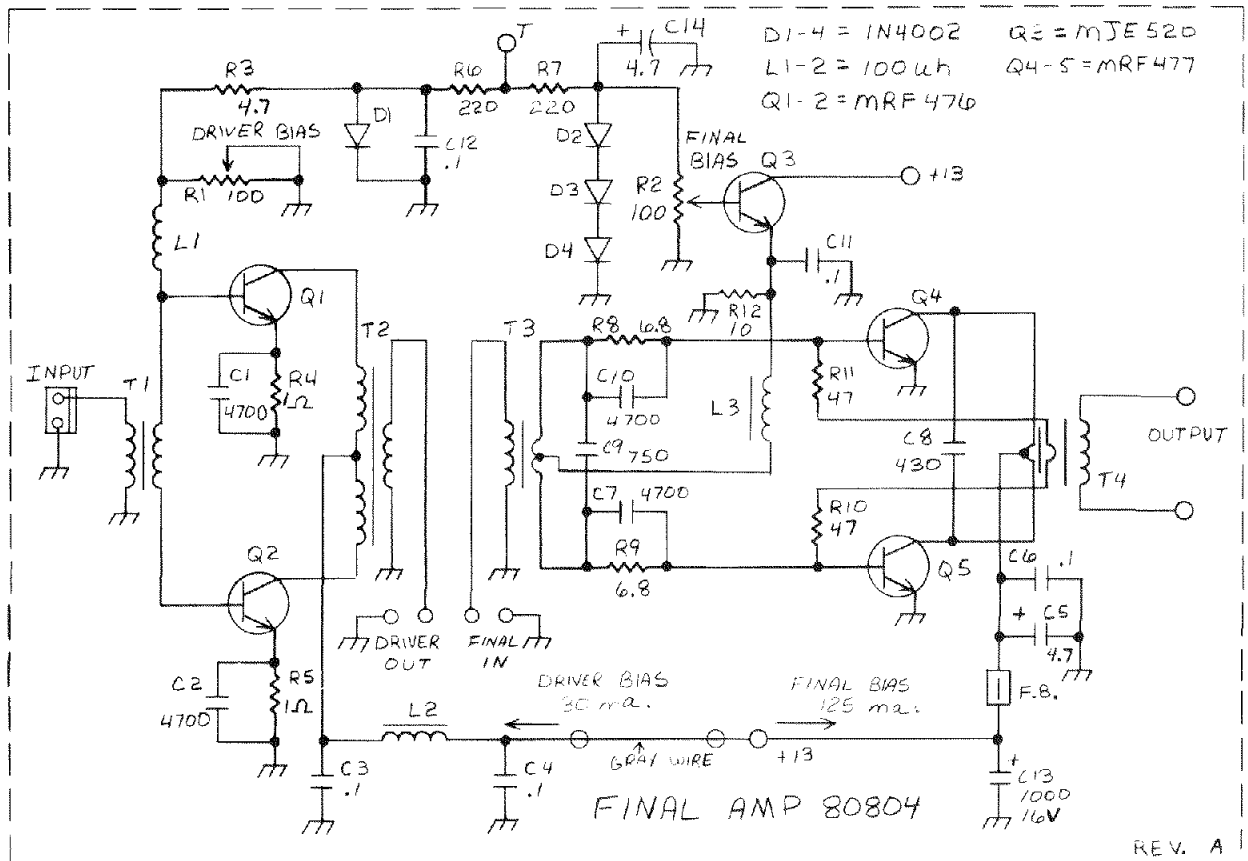 D1-4 = 1N4002
Q3 = MJE520
L1-2 = 100uh
Q4-5 = MRF477
Q1-2 = MRF476
T
+
C14
4.7
R3
4.7
R6
220
R7
220
DRIVER BIAS
D1
C12
.1
D2
D3
D4
FINAL
BIAS
R2
100
Q3
+13
R1
100
L1
C11
.1
R12
10
Q1
T2
T3
R8
6.8
Q4
INPUT
T1
C1
4700
R4
1Ω
C10
4700
L3
R11
47
C9
750
C8
430
OUTPUT
T4
C7
4700
R10
47
R9
6.8
Q2
Q5
C6
.1
+
C5
4.7
DRIVER
OUT
FINAL
IN
C2
4700
R5
1Ω
DRIVER BIAS
30 ma.
FINAL BIAS
125 ma.
F.B.
L2
GRAY WIRE
+13
C3
.1
C4
.1
+
C13
1000
16V
FINAL AMP 80804
REV. A